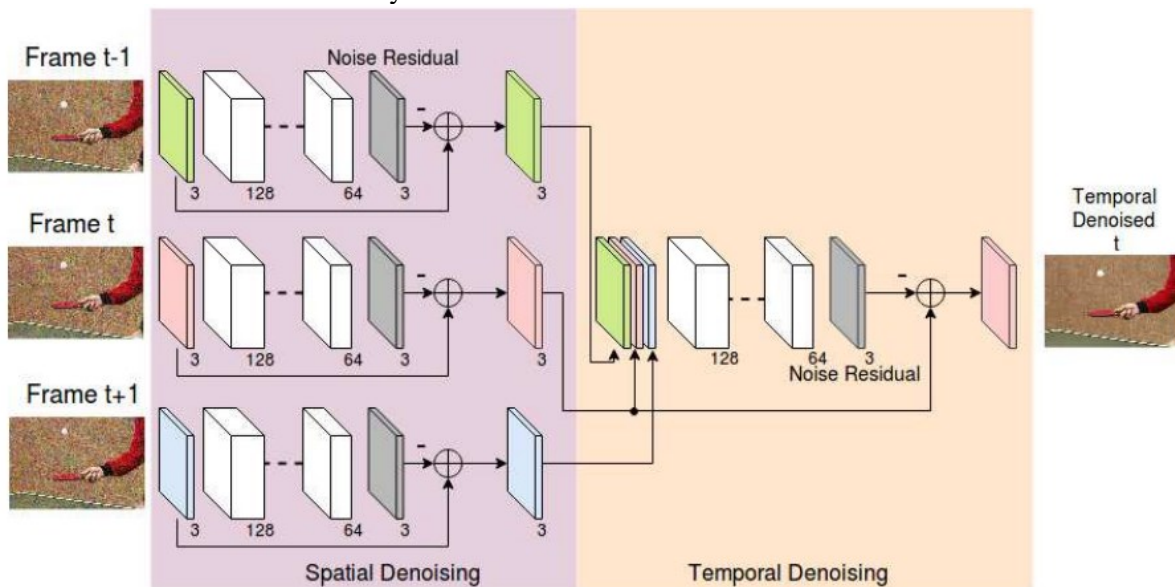 Frame t-1
Noise Residual
-
3
128
64
3
3
Frame t
-
3
128
64
3
3
128
64
3
Noise Residual
-
Temporal
Denoised
t
Frame t+1
-
3
128
64
3
3
Spatial Denoising
Temporal Denoising